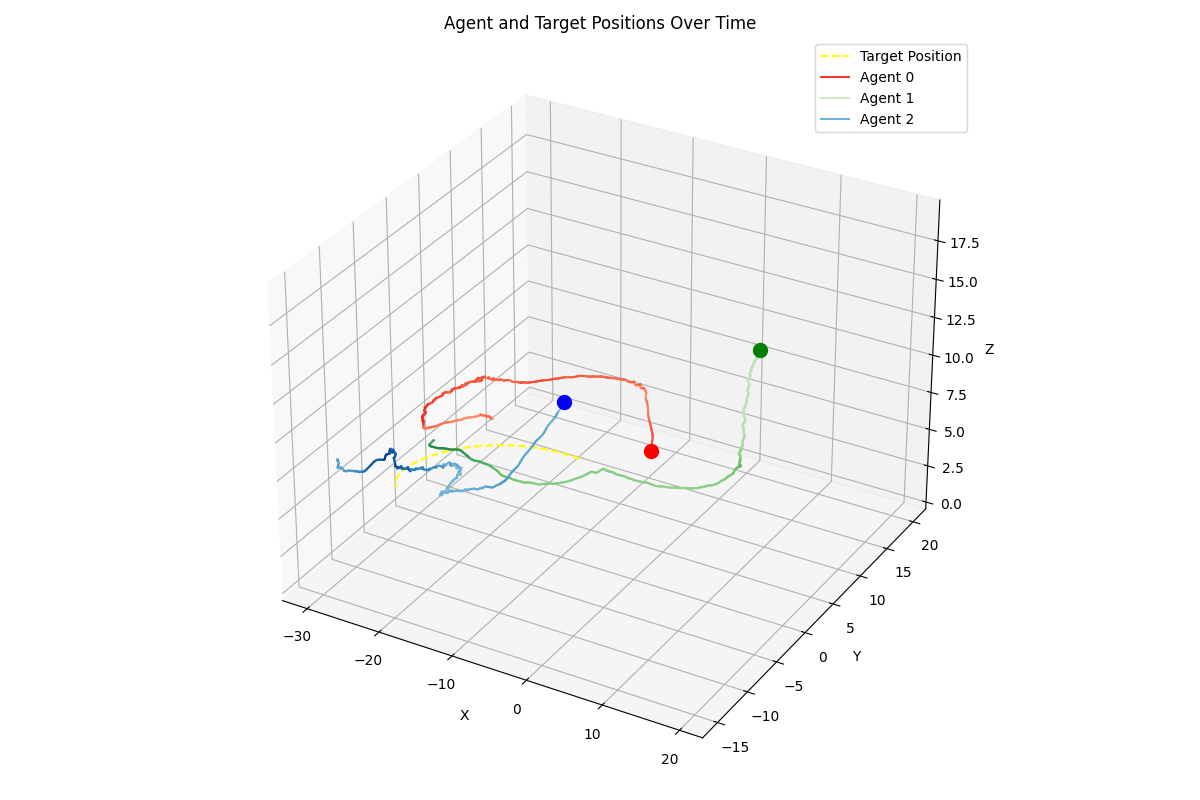 Agent and Target Positions Over Time
Target Position
Agent 0
Agent 1
Agent 2
17.5
15.0
12.5
10.0
7.5
5.0
2.5
0.0
Z
20
15
10
5
0
−5
−10
−15
Y
−30
−20
−10
0
10
20
X